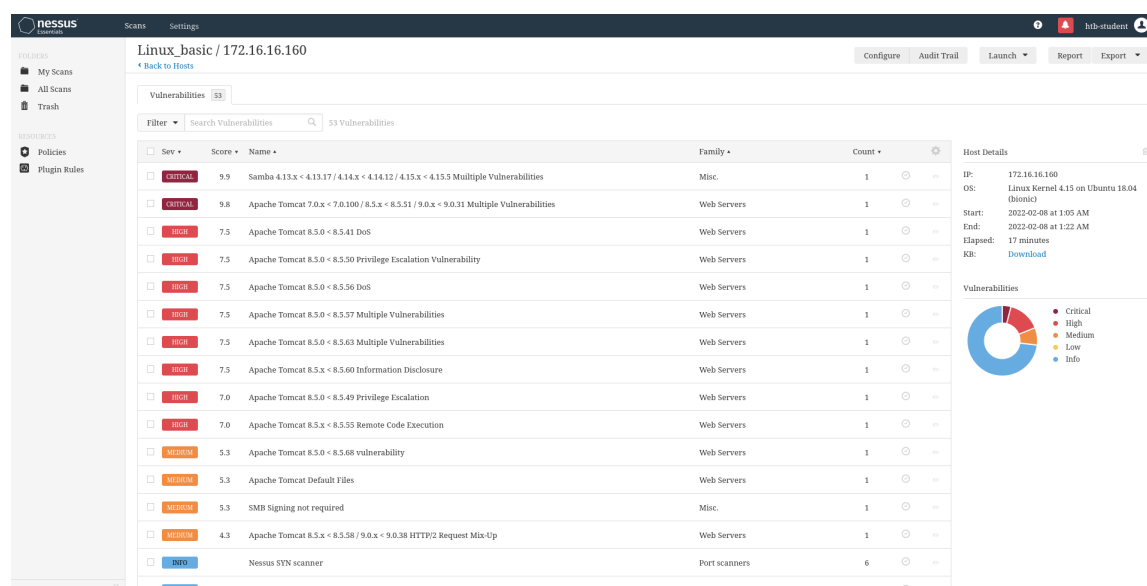 nessus Essentials Scans Settings htb-student
FOLDERS
My Scans
All Scans
Trash
RESOURCES
Policies
Plugin Rules
Linux_basic / 172.16.16.160
Back to Hosts
Configure Audit Trail Launch Report Export
Vulnerabilities 53
Filter Search Vulnerabilities 53 Vulnerabilities
Sev Score Name Family Count
CRITICAL 9.9 Samba 4.13.x < 4.13.17 / 4.14.x < 4.14.12 / 4.15.x < 4.15.5 Muiltiple Vulnerabilities Misc. 1
CRITICAL 9.8 Apache Tomcat 7.0.x < 7.0.100 / 8.5.x < 8.5.51 / 9.0.x < 9.0.31 Multiple Vulnerabilities Web Servers 1
HIGH 7.5 Apache Tomcat 8.5.0 < 8.5.41 DoS Web Servers 1
HIGH 7.5 Apache Tomcat 8.5.0 < 8.5.50 Privilege Escalation Vulnerability Web Servers 1
HIGH 7.5 Apache Tomcat 8.5.0 < 8.5.56 DoS Web Servers 1
HIGH 7.5 Apache Tomcat 8.5.0 < 8.5.57 Multiple Vulnerabilities Web Servers 1
HIGH 7.5 Apache Tomcat 8.5.0 < 8.5.63 Multiple Vulnerabilities Web Servers 1
HIGH 7.5 Apache Tomcat 8.5.x < 8.5.60 Information Disclosure Web Servers 1
HIGH 7.0 Apache Tomcat 8.5.0 < 8.5.49 Privilege Escalation Web Servers 1
HIGH 7.0 Apache Tomcat 8.5.x < 8.5.55 Remote Code Execution Web Servers 1
MEDIUM 5.3 Apache Tomcat 8.5.0 < 8.5.68 vulnerability Web Servers 1
MEDIUM 5.3 Apache Tomcat Default Files Web Servers 1
MEDIUM 5.3 SMB Signing not required Misc. 1
MEDIUM 4.3 Apache Tomcat 8.5.x < 8.5.58 / 9.0.x < 9.0.38 HTTP/2 Request Mix-Up Web Servers 1
INFO Nessus SYN scanner Port scanners 6
Host Details
IP: 172.16.16.160
OS: Linux Kernel 4.15 on Ubuntu 18.04
(bionic)
Start: 2022-02-08 at 1:05 AM
End: 2022-02-08 at 1:22 AM
Elapsed: 17 minutes
KB: Download
Vulnerabilities
Critical
High
Medium
Low
Info